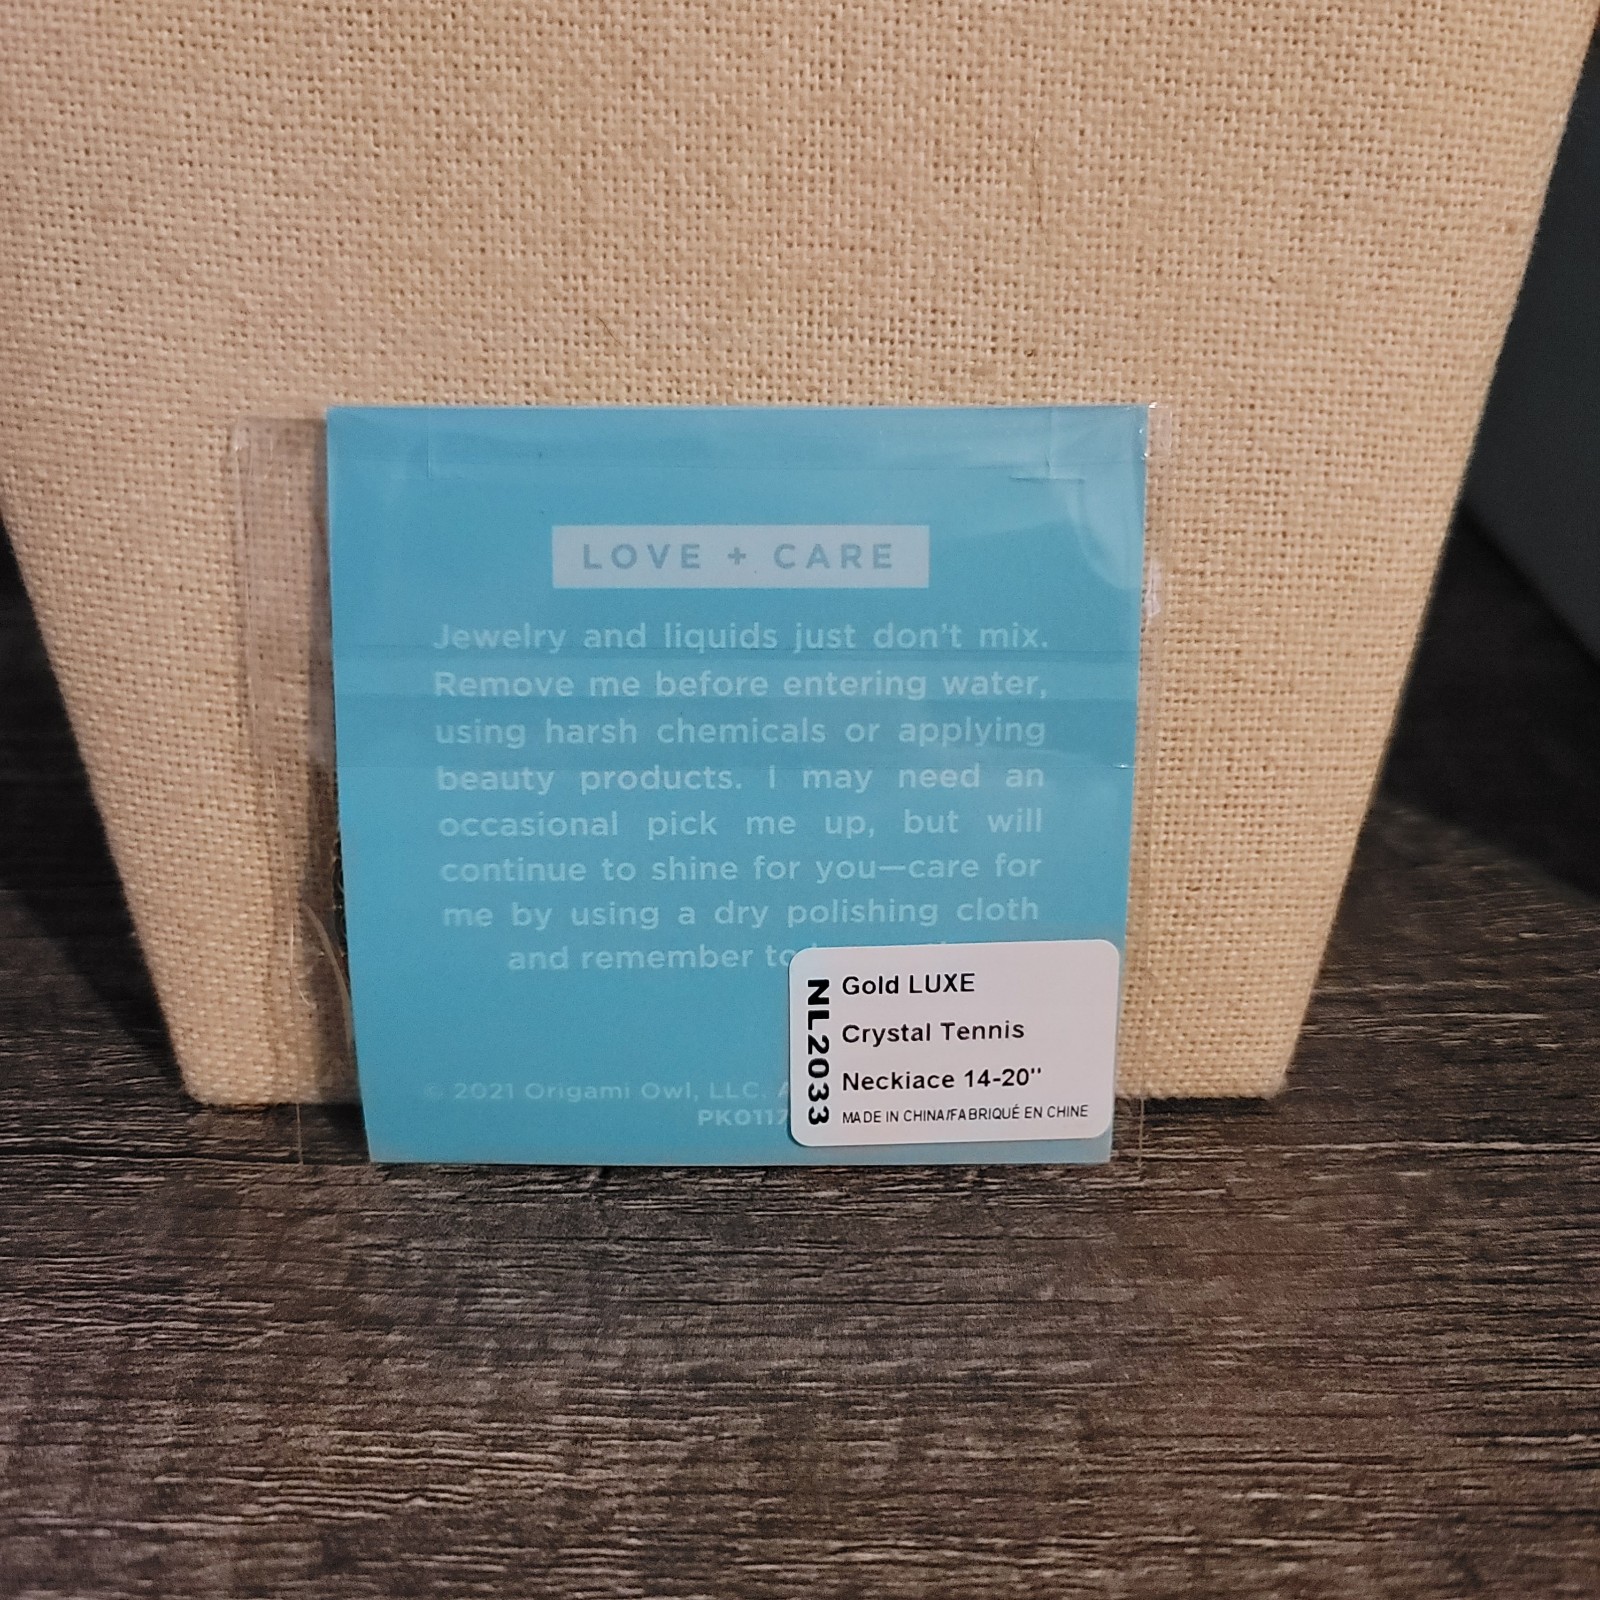 LOVE + CARE
Jewelry and liquids just don't mix.
Remove me before entering water,
using harsh chemicals or applying
beauty products. I may need an
occasional pick me up, but will
continue to shine for you—care for
me by using a dry polishing cloth
and remember to
© 2021 Origami Owl, LLC.
PK0117
NL2033
Gold LUXE
Crystal Tennis
Neckiace 14-20"
MADE IN CHINA/FABRIQUÉ EN CHINE